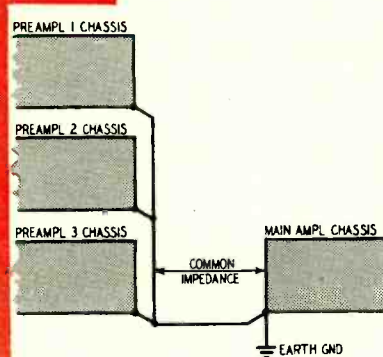 PREAMPL 1 CHASSIS
PREAMPL 2 CHASSIS
PREAMPL 3 CHASSIS
MAIN AMPL CHASSIS
COMMON
IMPEDANCE
EARTH GND